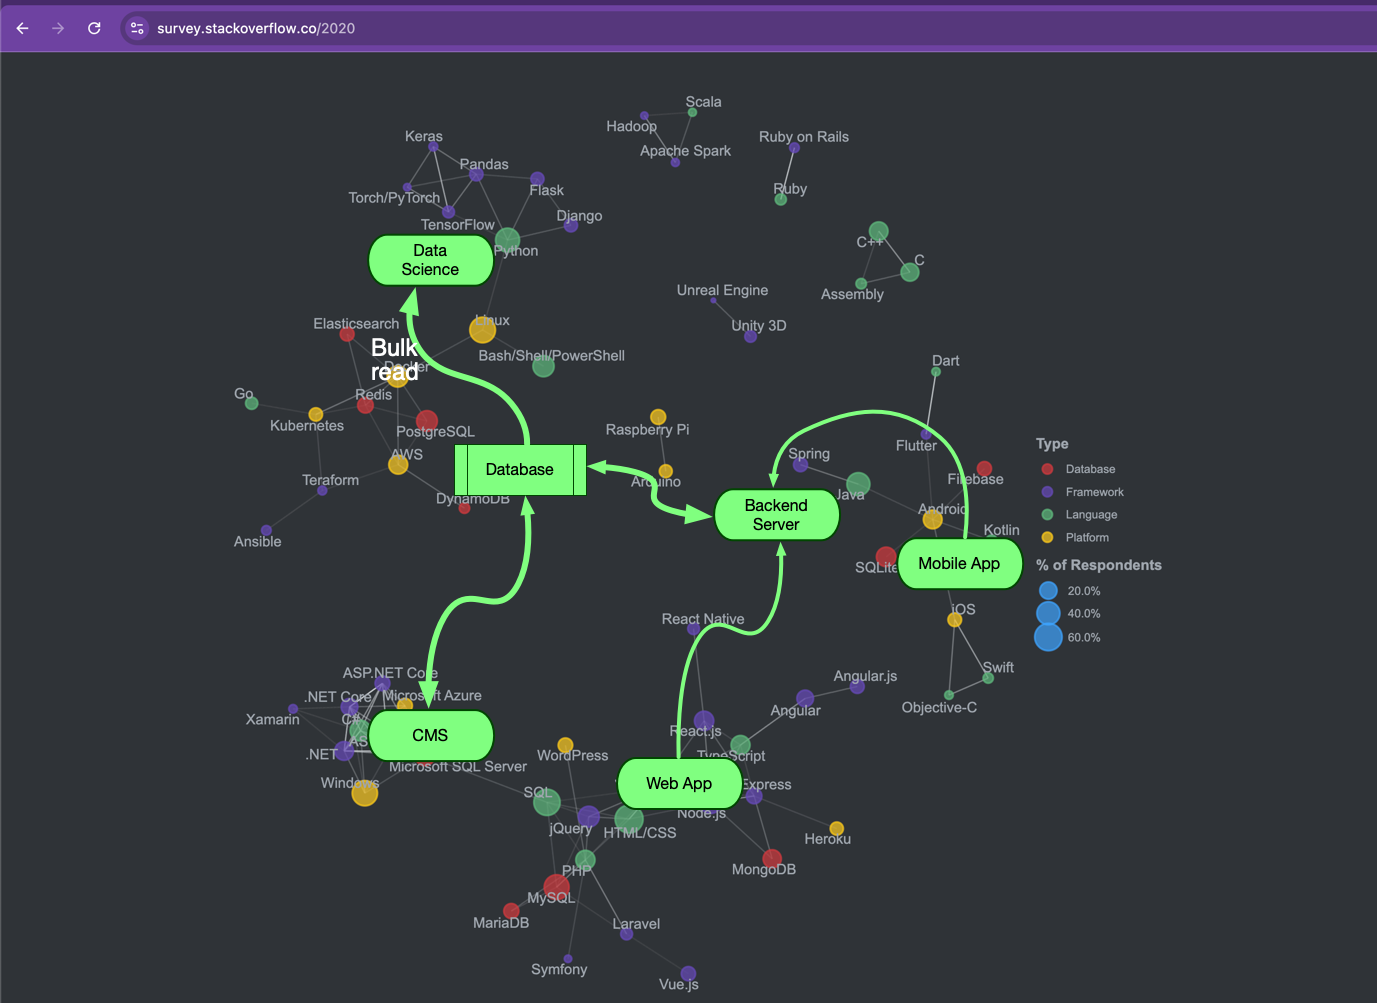 survey.stackoverflow.co/2020
Scala
Hadoop
Apache Spark
Ruby on Rails
Ruby
Keras
Pandas
Torch/PyTorch
Flask
TensorFlow
Django
Python
Data
Science
C++
C
Assembly
Unreal Engine
Unity 3D
Elasticsearch
Linux
Bulk
read
Docker
Bash/Shell/PowerShell
Go
Redis
Kubernetes
PostgreSQL
AWS
Terraform
DynamoDB
Ansible
Database
Raspberry Pi
Arduino
Dart
Flutter
Spring
Java
Firebase
Android
Kotlin
SQLite
Backend
Server
Mobile App
iOS
Swift
Objective-C
Type
Database
Framework
Language
Platform
% of Respondents
20.0%
40.0%
60.0%
React Native
Angular.js
Angular
React.js
TypeScript
Web App
Express
Node.js
Heroku
MongoDB
ASP.NET Core
.NET Core
Microsoft Azure
Xamarin
C#
AS
.NET
CMS
Microsoft SQL Server
Windows
WordPress
SQL
jQuery
HTML/CSS
PHP
MySQL
MariaDB
Laravel
Symfony
Vue.js